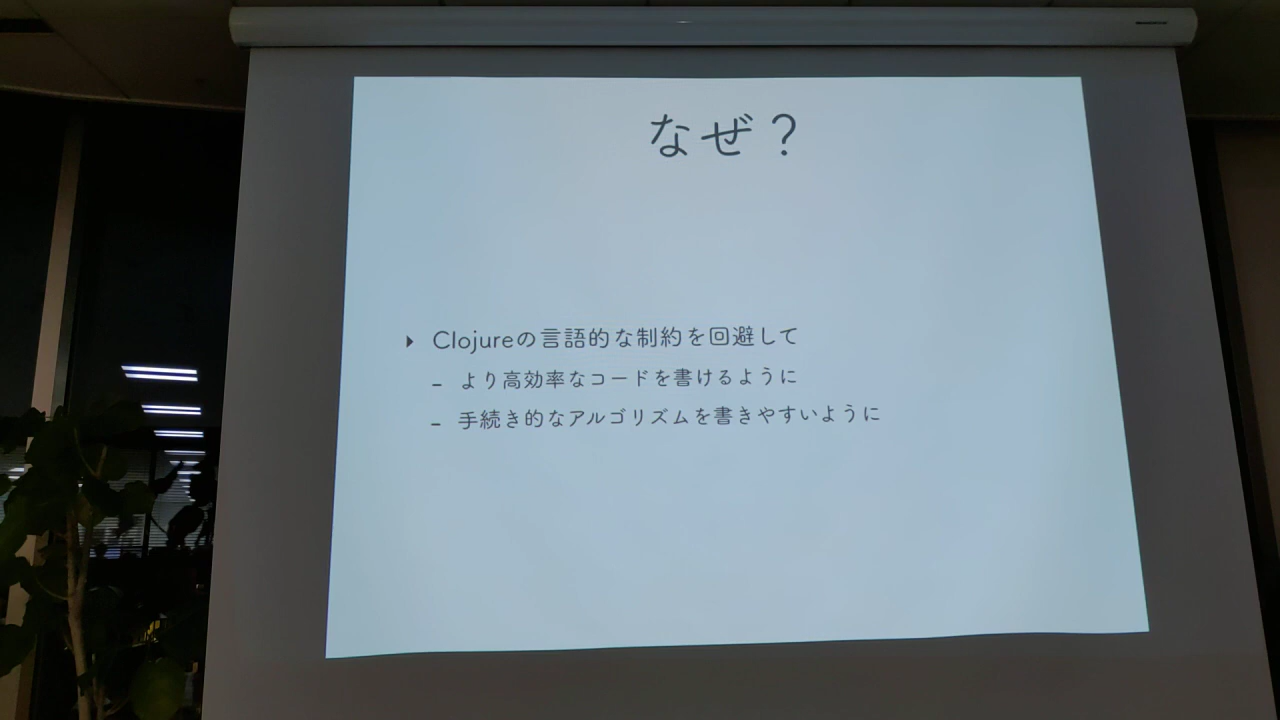 なぜ？
Clojureの言語的な制約を回避して
– より高効率なコードを書けるように
– 手続き的なアルゴリズムを書きやすいように